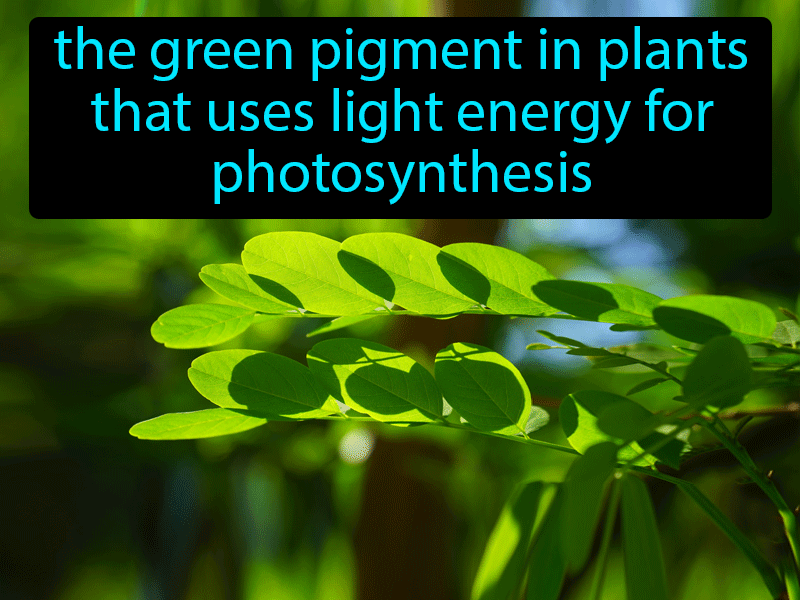 the green pigment in plants
that uses light energy for
photosynthesis